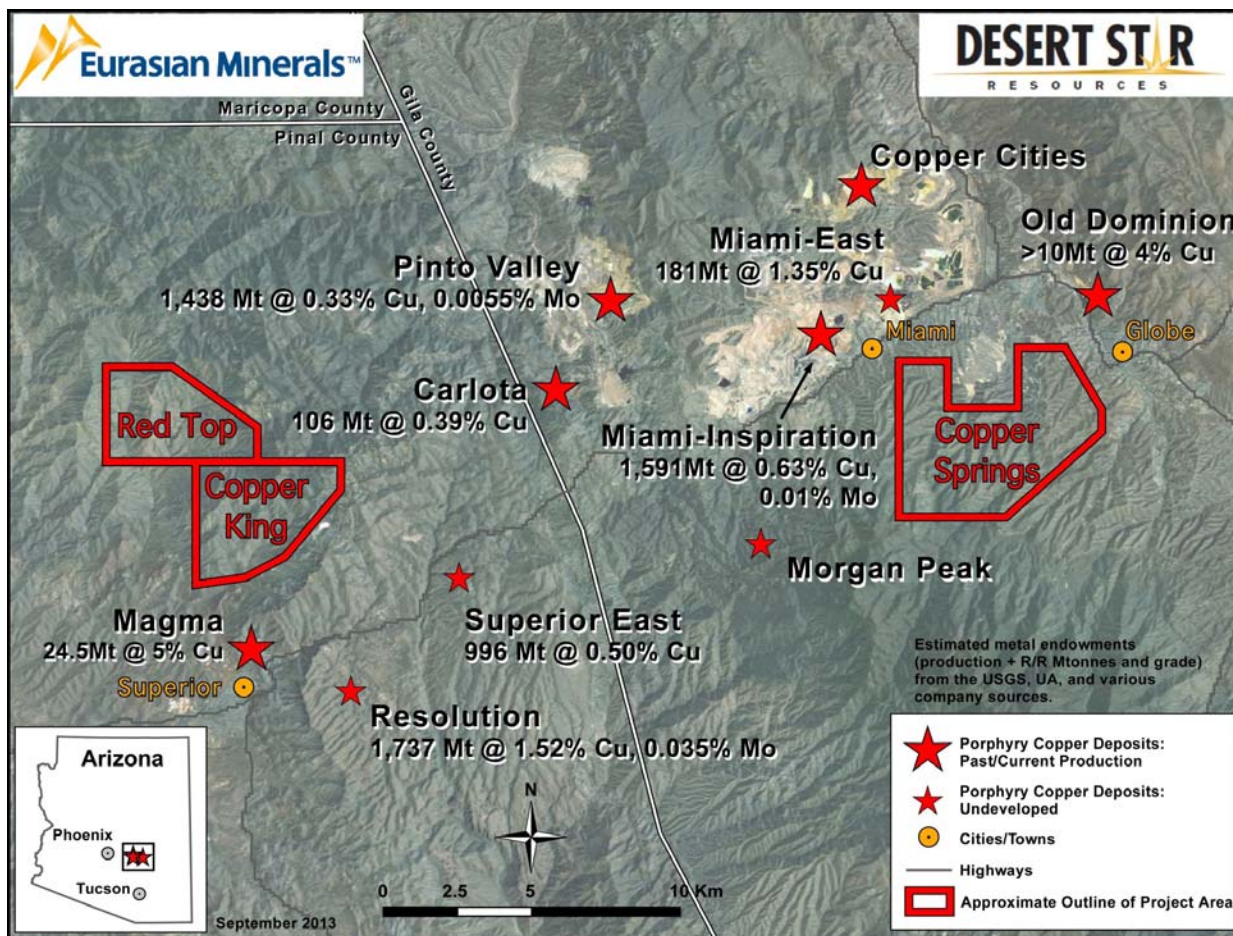 Eurasian Minerals™
DESERT STAR
RESOURCES
Maricopa County
Pinal County
Gila County
Copper Cities
Old Dominion
>10Mt @ 4% Cu
Miami-East
181Mt @ 1.35% Cu
Pinto Valley
1,438 Mt @ 0.33% Cu, 0.0055% Mo
Miami
Globe
Carlota
106 Mt @ 0.39% Cu
Red Top
Copper
King
Miami-Inspiration
1,591Mt @ 0.63% Cu,
0.01% Mo
Copper
Springs
Morgan Peak
Magma
24.5Mt @ 5% Cu
Superior
Superior East
996 Mt @ 0.50% Cu
Resolution
1,737 Mt @ 1.52% Cu, 0.035% Mo
Estimated metal endowments
(production + R/R Mtonnes and grade)
from the USGS, UA, and various
company sources.
Arizona
Phoenix
Tucson
September 2013
N
0 2.5 5 10 Km
Porphyry Copper Deposits:
Past/Current Production
Porphyry Copper Deposits:
Undeveloped
Cities/Towns
Highways
Approximate Outline of Project Area